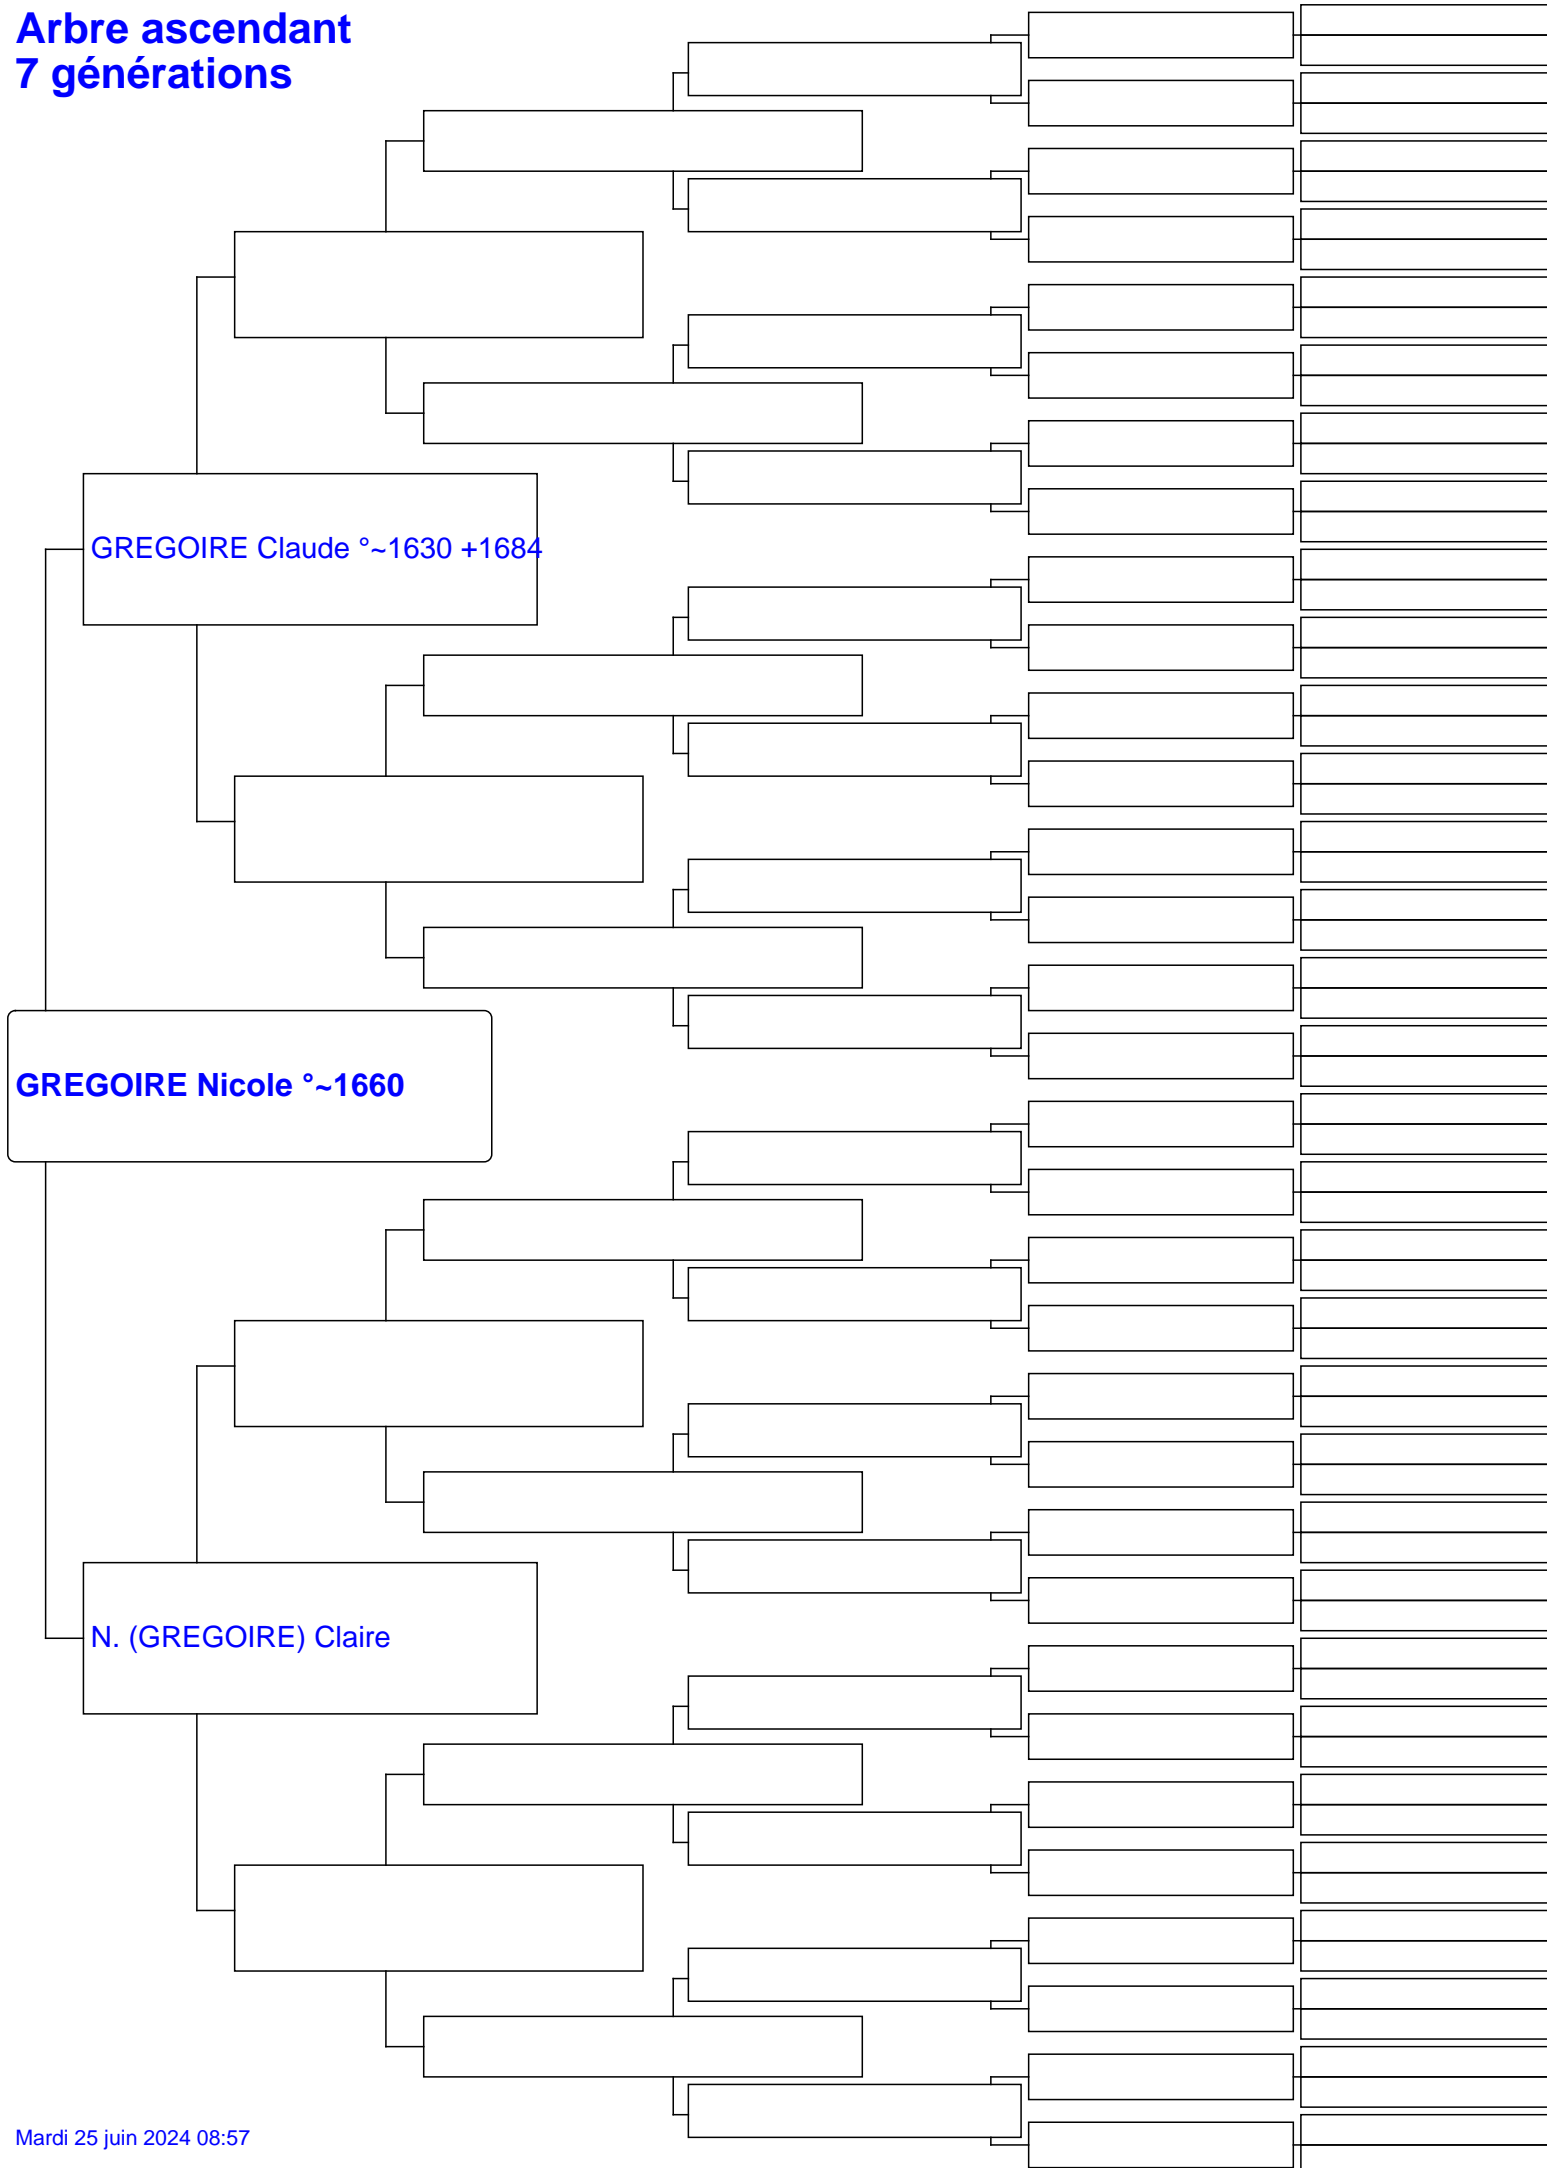 Arbre ascendant
7 générations
GREGOIRE Claude °~1630 +1684
GREGOIRE Nicole °~1660
N. (GREGOIRE) Claire
Mardi 25 juin 2024 08:57